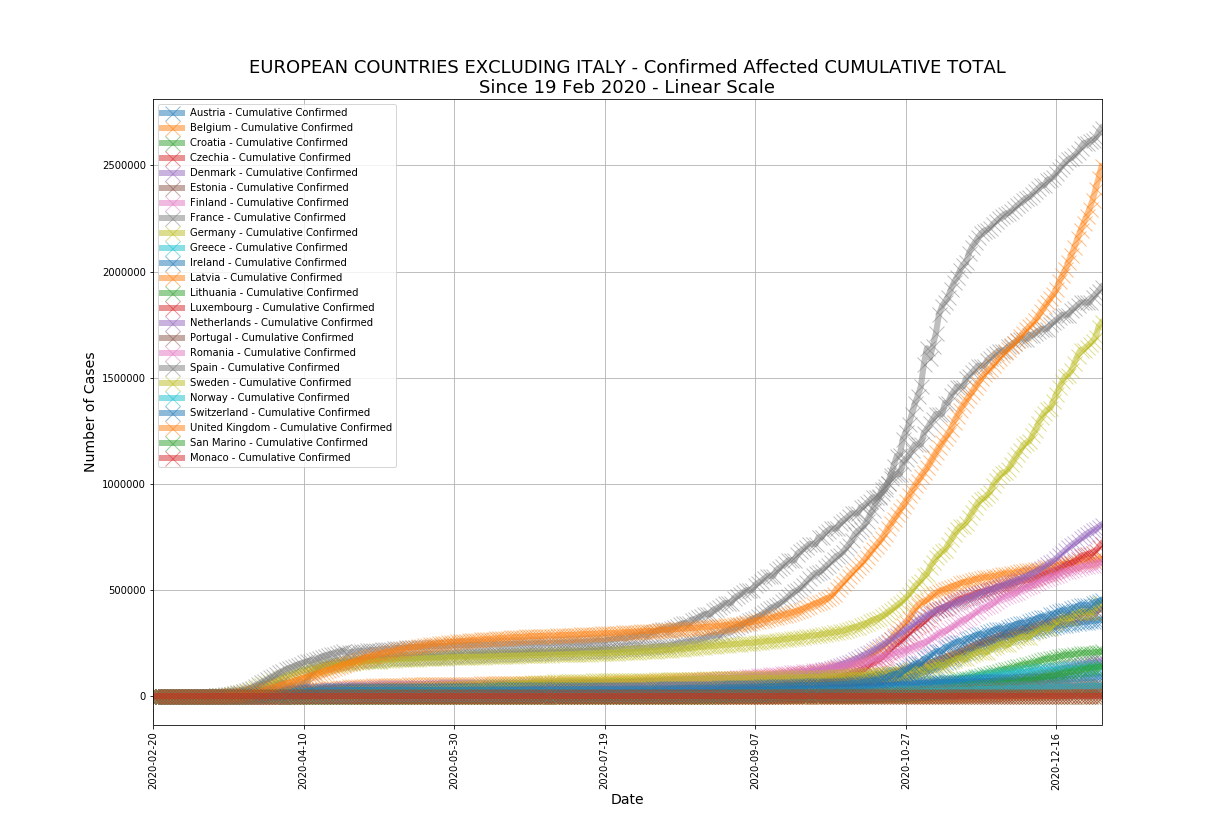 EUROPEAN COUNTRIES EXCLUDING ITALY - Confirmed Affected CUMULATIVE TOTAL
Since 19 Feb 2020 - Linear Scale
Austria - Cumulative Confirmed
Belgium - Cumulative Confirmed
Croatia - Cumulative Confirmed
Czechia - Cumulative Confirmed
Denmark - Cumulative Confirmed
Estonia - Cumulative Confirmed
Finland - Cumulative Confirmed
France - Cumulative Confirmed
Germany - Cumulative Confirmed
Greece - Cumulative Confirmed
Ireland - Cumulative Confirmed
Latvia - Cumulative Confirmed
Lithuania - Cumulative Confirmed
Luxembourg - Cumulative Confirmed
Netherlands - Cumulative Confirmed
Portugal - Cumulative Confirmed
Romania - Cumulative Confirmed
Spain - Cumulative Confirmed
Sweden - Cumulative Confirmed
Norway - Cumulative Confirmed
Switzerland - Cumulative Confirmed
United Kingdom - Cumulative Confirmed
San Marino - Cumulative Confirmed
Monaco - Cumulative Confirmed
Number of Cases
2500000
2000000
1500000
1000000
500000
0
2020-02-20
2020-04-10
2020-05-30
2020-07-19
2020-09-07
2020-10-27
2020-12-16
Date